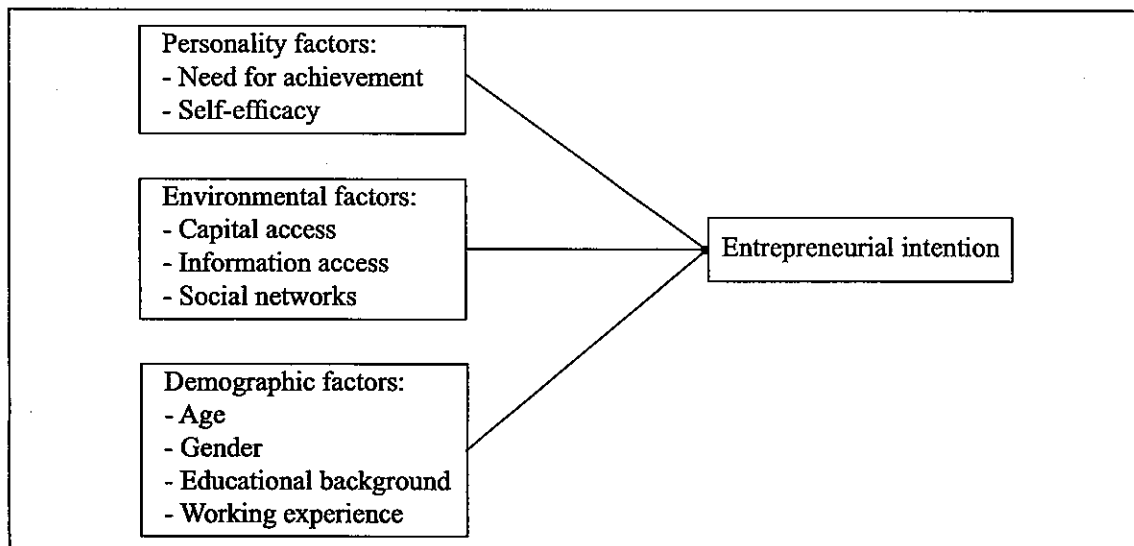 Personality factors:
- Need for achievement
- Self-efficacy
Environmental factors:
- Capital access
- Information access
- Social networks
Entrepreneurial intention
Demographic factors:
- Age
- Gender
- Educational background
- Working experience